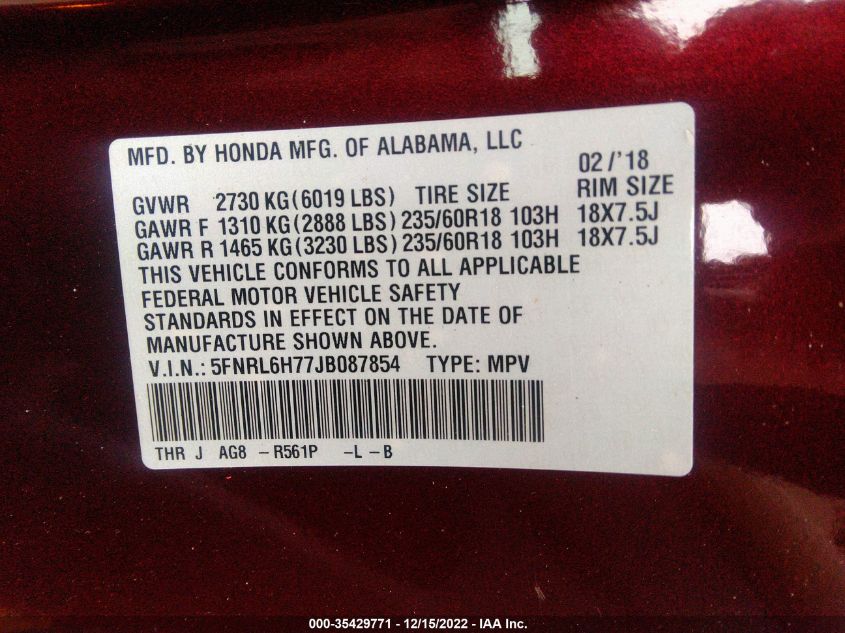 MFD. BY HONDA MFG. OF ALABAMA, LLC
02/'18
GVWR 2730 KG(6019 LBS) TIRE SIZE RIM SIZE
GAWR F 1310 KG(2888 LBS) 235/60R18 103H 18X7.5J
GAWR R 1465 KG(3230 LBS) 235/60R18 103H 18X7.5J
THIS VEHICLE CONFORMS TO ALL APPLICABLE
FEDERAL MOTOR VEHICLE SAFETY
STANDARDS IN EFFECT ON THE DATE OF
MANUFACTURE SHOWN ABOVE.
V.I.N.: 5FNRL6H77JB087854 TYPE: MPV
THR J AG8 -R561P -L -B
000-35429771 - 12/15/2022 - IAA Inc.